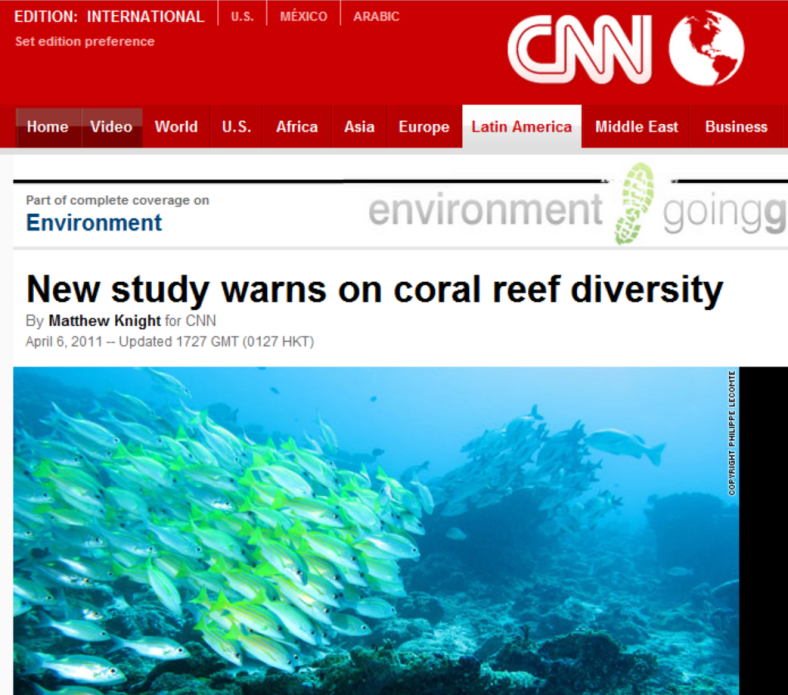 EDITION: INTERNATIONAL U.S. MÉXICO ARABIC
Set edition preference
CNN
Home Video World U.S. Africa Asia Europe Latin America Middle East Business
Part of complete coverage on
Environment
environment goingg
New study warns on coral reef diversity
By Matthew Knight for CNN
April 6, 2011 -- Updated 1727 GMT (0127 HKT)
COPYRIGHT PHILIPPE LECOMTE